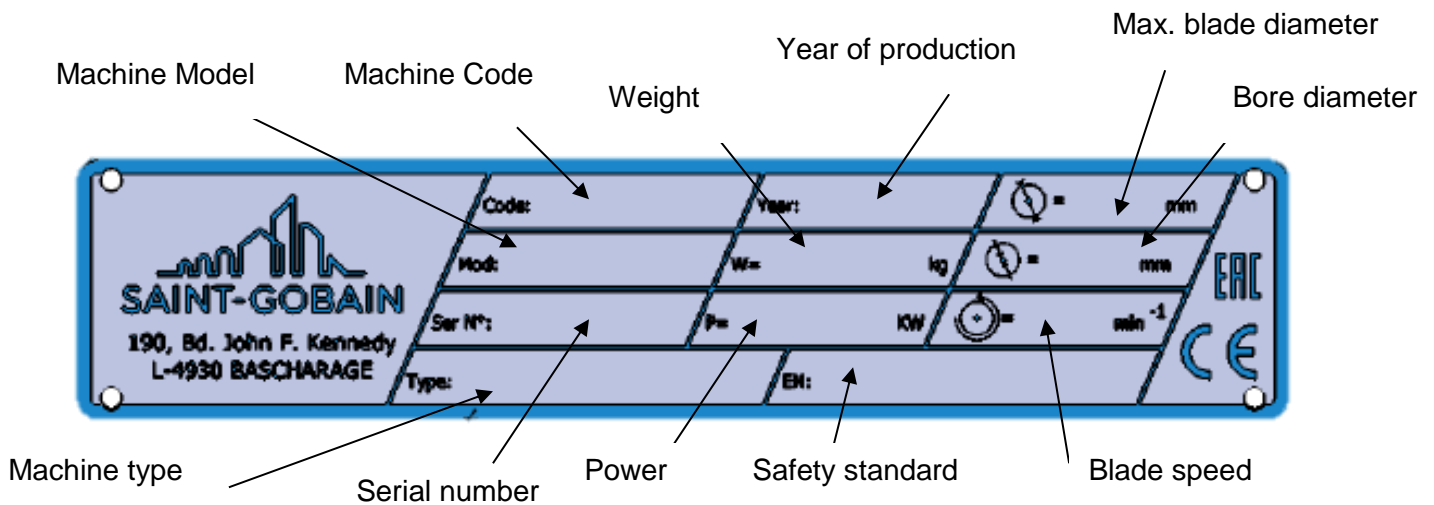 Max. blade diameter
Year of production
Machine Model
Machine Code
Weight
Bore diameter
Code:
Year:
= mm
Mod:
W= kg
= mm
SAINT-GOBAIN
EAC
Ser N°:
P= KW
= min -1
190, Bd. John F. Kennedy
L-4930 BASCHARAGE
CE
Type:
EN:
Machine type
Serial number
Power
Safety standard
Blade speed